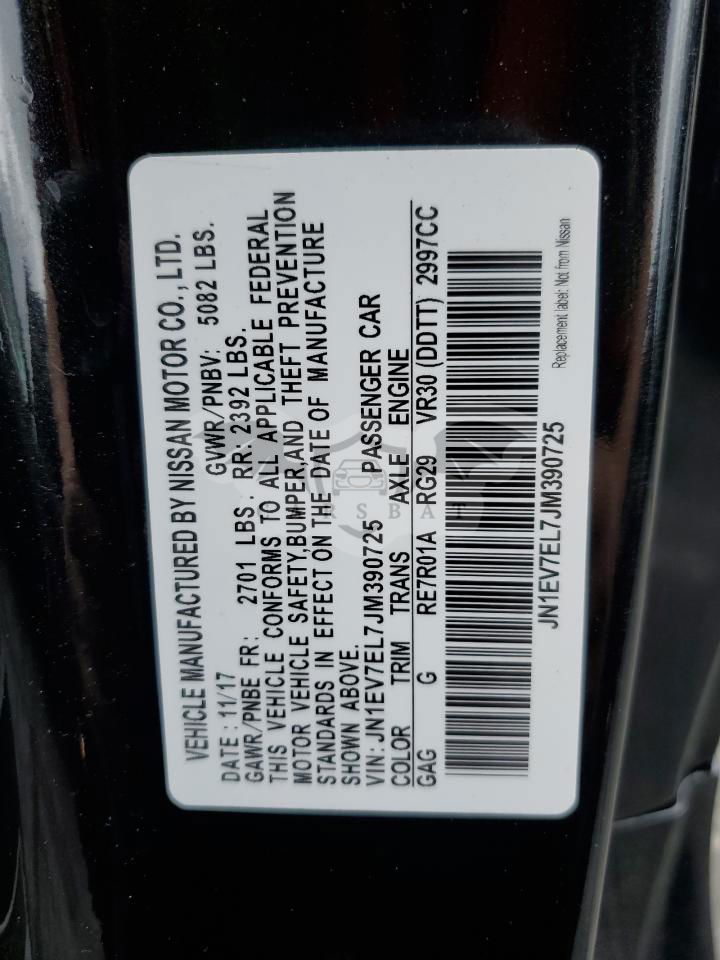 VEHICLE MANUFACTURED BY NISSAN MOTOR CO., LTD.
DATE: 11/17 GVWR/PNBV: 5082 LBS.
GAWR/PNBE FR: 2701 LBS. RR: 2392 LBS.
THIS VEHICLE CONFORMS TO ALL APPLICABLE FEDERAL
MOTOR VEHICLE SAFETY,BUMPER,AND THEFT PREVENTION
STANDARDS IN EFFECT ON THE DATE OF MANUFACTURE
SHOWN ABOVE.
VIN: JN1EV7EL7JM390725 PASSENGER CAR
COLOR TRIM TRANS AXLE ENGINE
GAG G RE7R01A RG29 VR30 (DDTT) 2997CC
JN1EV7EL7JM390725
Replacement label: Not from Nissan